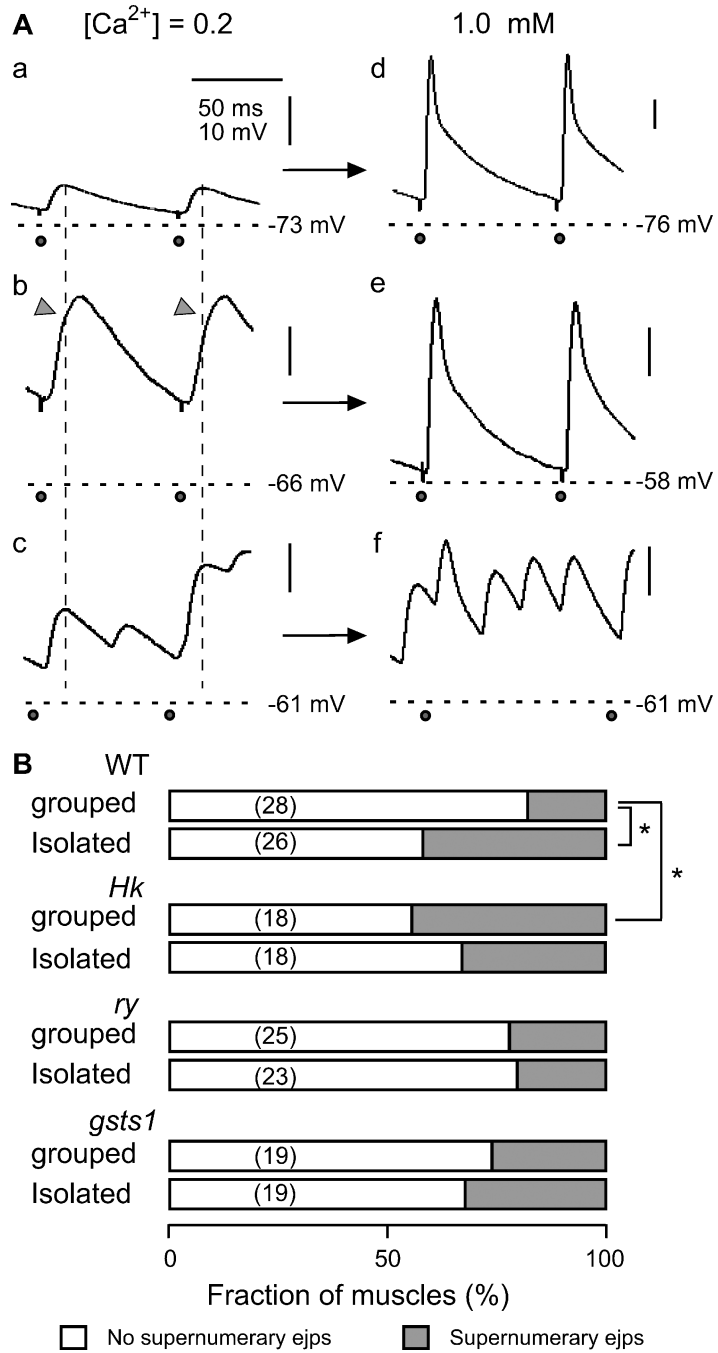 A [Ca2+] = 0.2 1.0 mM
a d
50 ms
10 mV
-73 mV -76 mV
b e
-66 mV -58 mV
c f
-61 mV -61 mV
B WT
grouped (28)
Isolated (26) *
Hk *
grouped (18)
Isolated (18)
ry
grouped (25)
Isolated (23)
gsts1
grouped (19)
Isolated (19)
0 50 100
Fraction of muscles (%)
No supernumerary ejps Supernumerary ejps